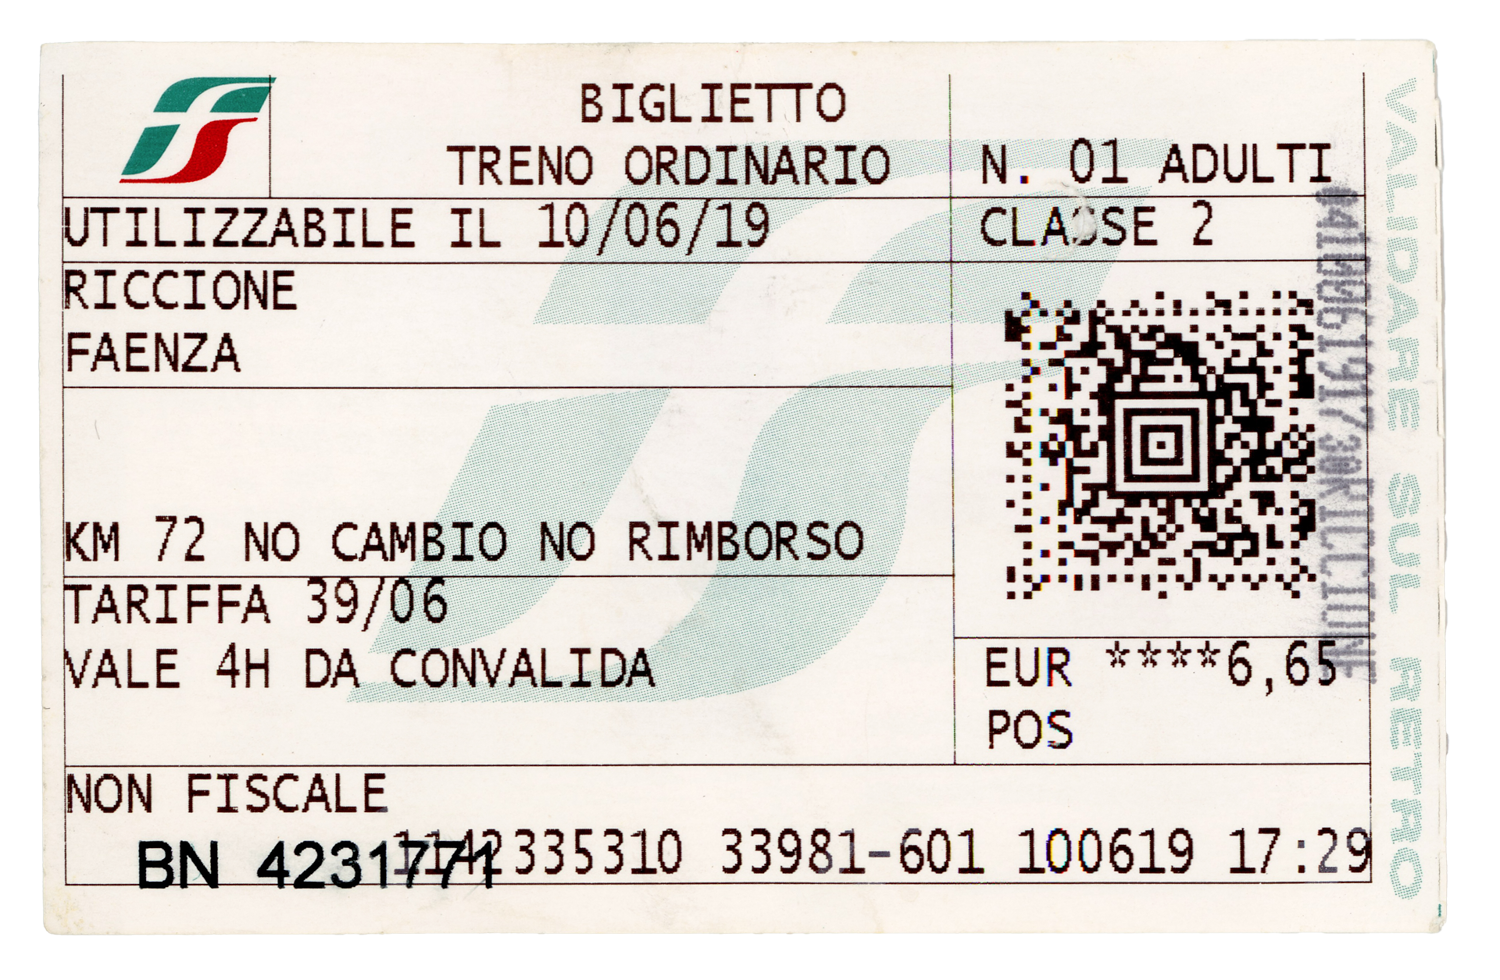 BIGLIETTO
TRENO ORDINARIO
N. 01 ADULTI
UTILIZZABILE IL 10/06/19
CLASSE 2
RICCIONE
FAENZA
KM 72 NO CAMBIO NO RIMBORSO
TARIFFA 39/06
VALE 4H DA CONVALIDA
EUR ****6,65
POS
NON FISCALE
BN 4231771
1142335310 33981-601 100619 17:29
VALIDARE SUL RETRO